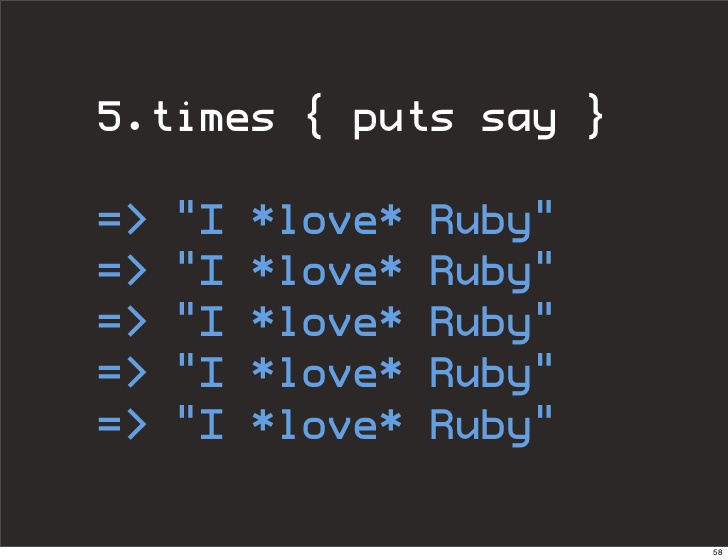 5.times { puts say }
=> "I *love* Ruby"
=> "I *love* Ruby"
=> "I *love* Ruby"
=> "I *love* Ruby"
=> "I *love* Ruby"
58